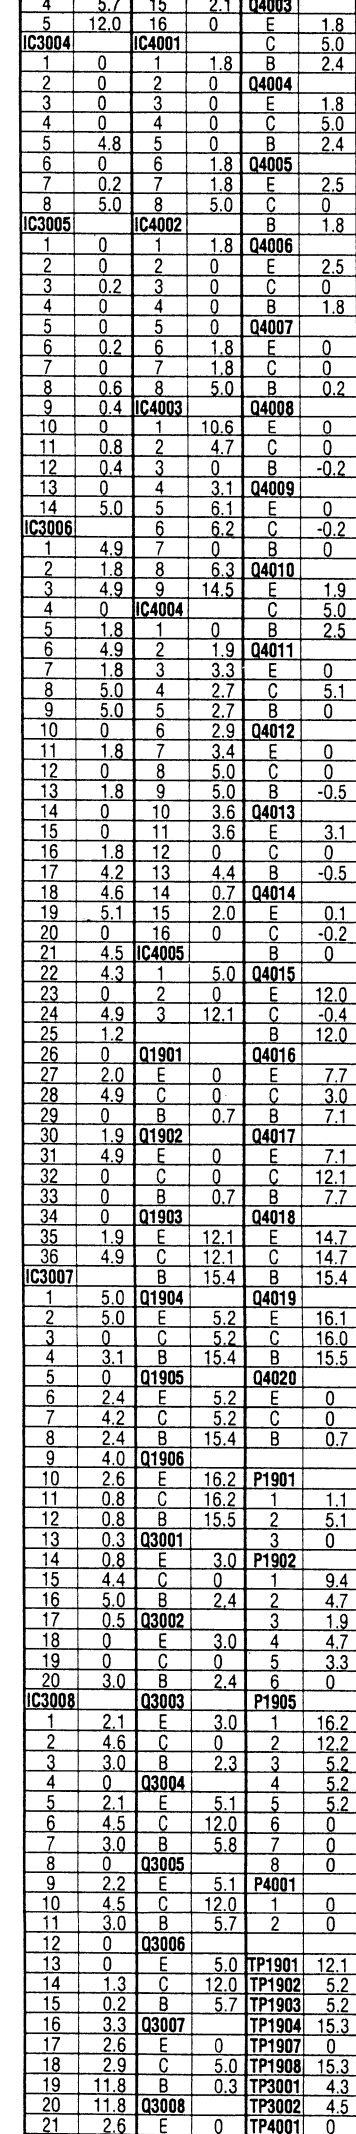 4 5.7
5 12.0
IC3004
1 0
2 0
3 0
4 0
5 4.8
6 0
7 0.2
8 5.0
IC3005
1 0
2 0
3 0.2
4 0
5 0
6 0.2
7 0
8 0.6
9 0.4
10 0
11 0.8
12 0.4
13 0
14 5.0
IC3006
1 4.9
2 1.8
3 4.9
4 0
5 1.8
6 4.9
7 1.8
8 5.0
9 5.0
10 0
11 1.8
12 0
13 1.8
14 0
15 0
16 1.8
17 4.2
18 4.6
19 5.1
20 0
21 4.5
22 4.3
23 0
24 4.9
25 1.2
26 0
27 2.0
28 4.9
29 0
30 1.9
31 4.9
32 0
33 0
34 0
35 1.9
36 4.9
IC3007
1 5.0
2 5.0
3 0
4 3.1
5 0
6 2.4
7 4.2
8 2.4
9 4.0
10 2.6
11 0.8
12 0.8
13 0.3
14 0.8
15 4.4
16 5.0
17 0.5
18 0
19 0
20 3.0
IC3008
1 2.1
2 4.6
3 3.0
4 0
5 2.1
6 4.5
7 3.0
8 0
9 2.2
10 4.5
11 3.0
12 0
13 0
14 1.3
15 0.2
16 3.3
17 2.6
18 2.9
19 11.8
20 11.8
21 2.6
15 2.1
16 0
IC4001
1 1.8
2 0
3 0
4 0
5 0
6 1.8
7 1.8
8 5.0
IC4002
1 1.8
2 0
3 0
4 0
5 0
6 1.8
7 1.8
8 5.0
IC4003
1 10.6
2 4.7
3 0
4 3.1
5 6.1
6 6.2
7 0
8 6.3
9 14.5
IC4004
1 0
2 1.9
3 3.3
4 2.7
5 2.7
6 2.9
7 3.4
8 5.0
9 5.0
10 3.6
11 3.6
12 0
13 4.4
14 0.7
15 2.0
16 0
IC4005
1 5.0
2 0
3 12.1
Q1901
E 0
C 0
B 0.7
Q1902
E 0
C 0
B 0.7
Q1903
E 12.1
C 12.1
B 15.4
Q1904
E 5.2
C 5.2
B 15.4
Q1905
E 5.2
C 5.2
B 15.4
Q1906
E 16.2
C 16.2
B 15.5
Q3001
E 3.0
C 0
B 2.4
Q3002
E 3.0
C 0
B 2.4
Q3003
E 3.0
C 0
B 2.3
Q3004
E 5.1
C 12.0
B 5.8
Q3005
E 5.1
C 12.0
B 5.7
Q3006
E 5.0
C 12.0
B 5.7
Q3007
E 0
C 5.0
B 0.3
Q3008
E 0
Q4003
E 1.8
C 5.0
B 2.4
Q4004
E 1.8
C 5.0
B 2.4
Q4005
E 2.5
C 0
B 1.8
Q4006
E 2.5
C 0
B 1.8
Q4007
E 0
C 0
B 0.2
Q4008
E 0
C 0
B -0.2
Q4009
E 0
C -0.2
B 0
Q4010
E 1.9
C 5.0
B 2.5
Q4011
E 0
C 5.1
B 0
Q4012
E 0
C 0
B -0.5
Q4013
E 3.1
C 0
B -0.5
Q4014
E 0.1
C -0.2
B 0
Q4015
E 12.0
C -0.4
B 12.0
Q4016
E 7.7
C 3.0
B 7.1
Q4017
E 7.1
C 12.1
B 7.7
Q4018
E 14.7
C 14.7
B 15.4
Q4019
E 16.1
C 16.0
B 15.5
Q4020
E 0
C 0
B 0.7
P1901
1 1.1
2 5.1
3 0
P1902
1 9.4
2 4.7
3 1.9
4 4.7
5 3.3
6 0
P1905
1 16.2
2 12.2
3 5.2
4 5.2
5 5.2
6 0
7 0
8 0
P4001
1 0
2 0
TP1901 12.1
TP1902 5.2
TP1903 5.2
TP1904 15.3
TP1907 0
TP1908 15.3
TP3001 4.3
TP3002 4.5
TP4001 0